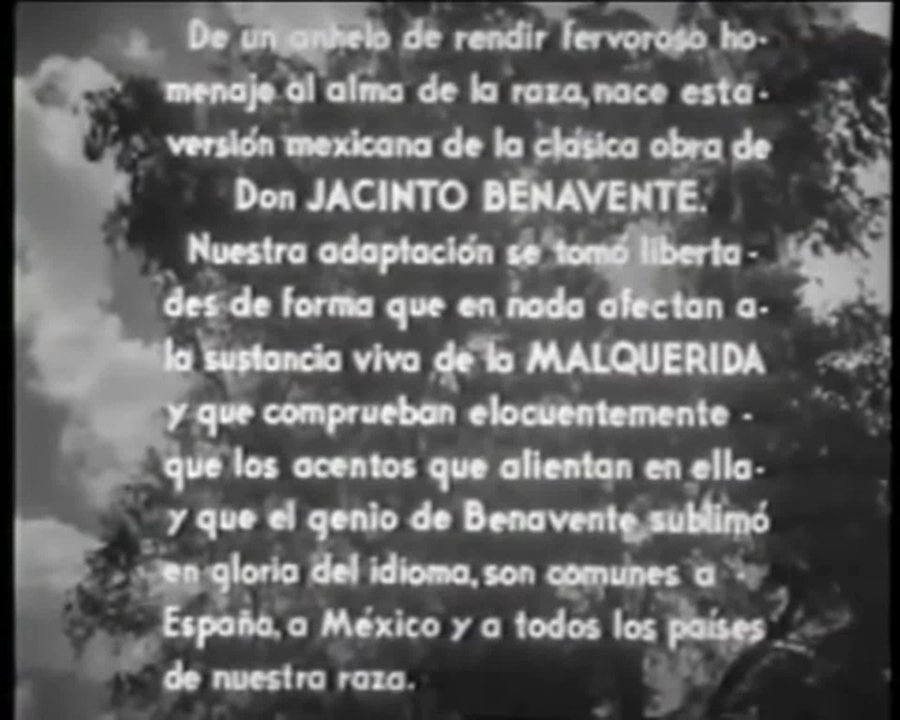 De un anhelo de rendir fervoroso ho-
menaje al alma de la raza, nace esta-
versión mexicana de la clásica obra de
Don JACINTO BENAVENTE.
Nuestra adaptación se tomó liberta-
des de forma que en nada afectan a-
la sustancia viva de la MALQUERIDA
y que comprueban elocuentemente -
que los acentos que alientan en ella-
y que el genio de Benavente sublimó
en gloria del idioma, son comunes a -
España, a México y a todos los países
de nuestra raza.